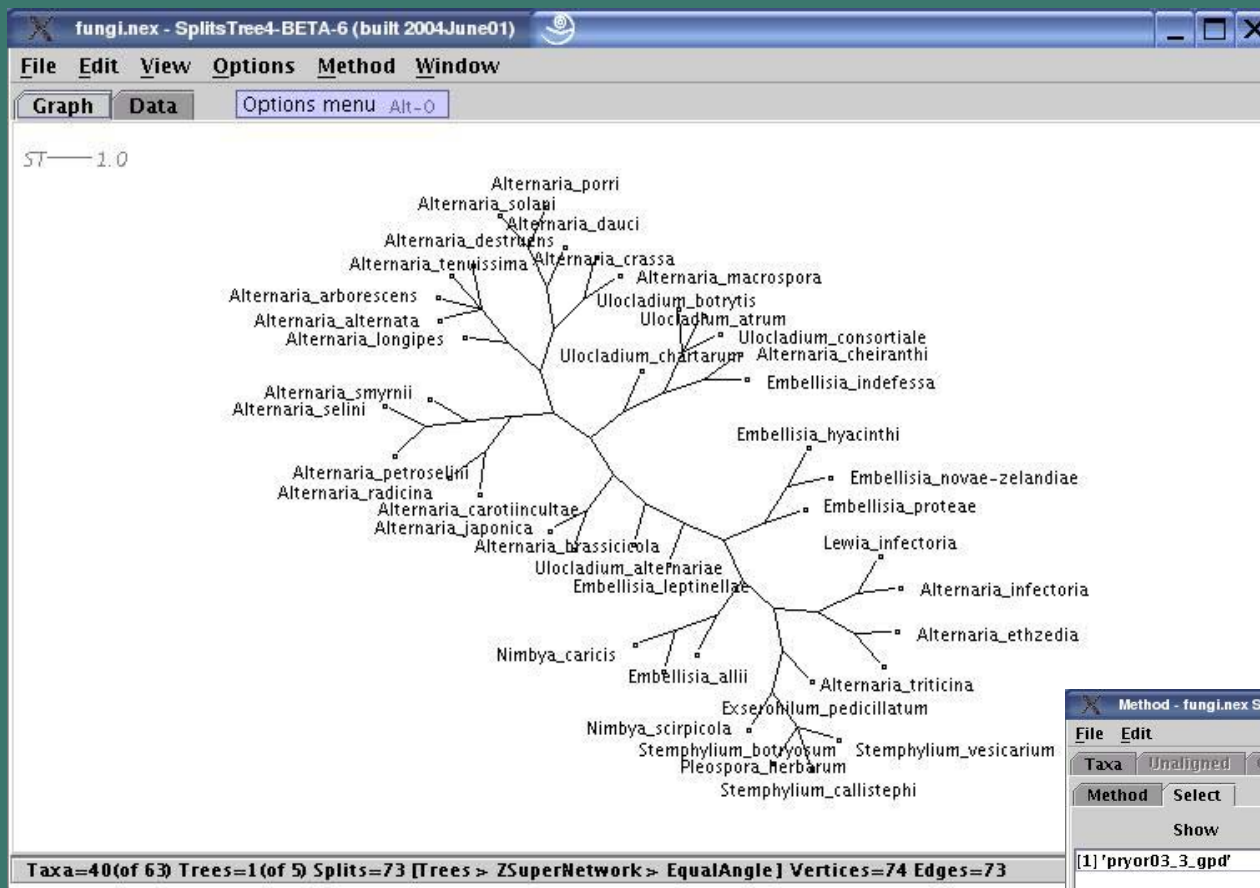 fungi.nex - SplitsTree4-BETA-6 (built 2004June01)
File Edit View Options Method Window
Graph Data Options menu Alt-O
ST 1.0
Alternaria_porri
Alternaria_solani
Alternaria_dauci
Alternaria_destruens
Alternaria_crassa
Alternaria_tenuissima
Alternaria_macrospora
Alternaria_arborescens
Ulocladium_botrytis
Alternaria_alternata
Ulocladium_atrum
Alternaria_longipes
Ulocladium_consortiale
Ulocladium_chartarum
Alternaria_cheiranthi
Embellisia_indefessa
Alternaria_smyrnii
Alternaria_selini
Embellisia_hyacinthi
Alternaria_petroselini
Embellisia_novae-zelandiae
Alternaria_radicina
Alternaria_carotiincultae
Embellisia_proteae
Alternaria_japonica
Alternaria_brassicicola
Lewia_infectoria
Ulocladium_alternariae
Embellisia_leptinellae
Alternaria_infectoria
Alternaria_ethzedia
Nimbya_caricis
Embellisia_allii
Alternaria_triticina
Exserohilum_pedicillatum
Nimbya_scirpicola
Stemphylium_botryosum
Stemphylium_vesicarium
Pleospora_herbarum
Stemphylium_callistephi
Taxa=40(of 63) Trees=1(of 5) Splits=73 [Trees > ZSuperNetwork > EqualAngle] Vertices=74 Edges=73
Method - fungi.nex S
File Edit
Taxa Unaligned
Method Select
Show
[1] 'pryor03_3_gpd'